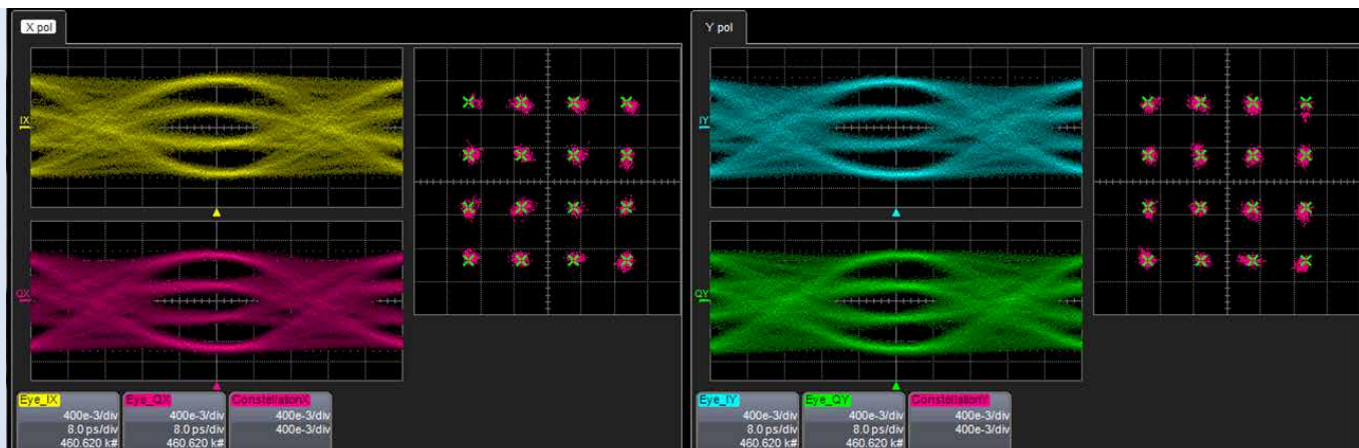 X pol
IX
QX
Eye_IX
400e-3/div
8.0 ps/div
460.620 k#
Eye_QX
400e-3/div
8.0 ps/div
460.620 k#
ConstellationX
400e-3/div
400e-3/div
Y pol
IY
QY
Eye_IY
400e-3/div
8.0 ps/div
460.620 k#
Eye_QY
400e-3/div
8.0 ps/div
460.620 k#
ConstellationY
400e-3/div
400e-3/div